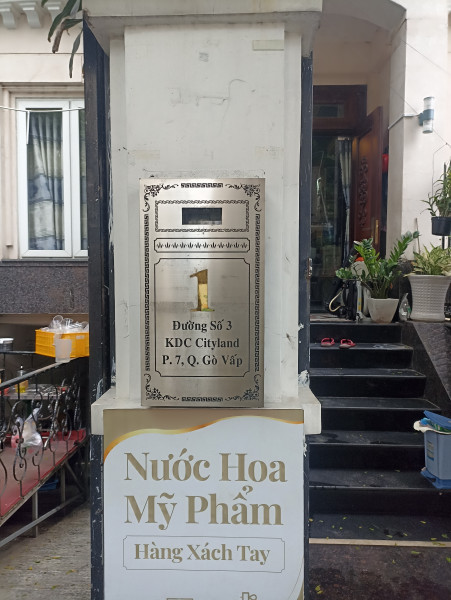 1
Đường Số 3
KDC Cityland
P. 7, Q. Gò Vấp
Nước Hoa
Mỹ Phẩm
Hàng Xách Tay